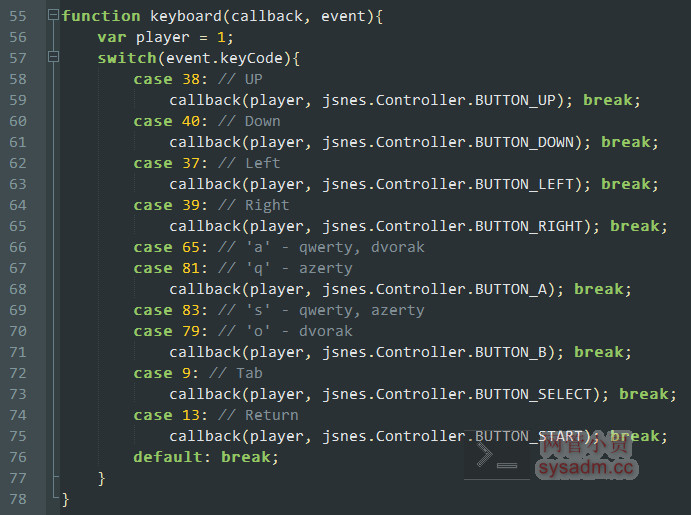 55 function keyboard(callback, event){
56     var player = 1;
57     switch(event.keyCode){
58         case 38: // UP
59             callback(player, jsnes.Controller.BUTTON_UP); break;
60         case 40: // Down
61             callback(player, jsnes.Controller.BUTTON_DOWN); break;
62         case 37: // Left
63             callback(player, jsnes.Controller.BUTTON_LEFT); break;
64         case 39: // Right
65             callback(player, jsnes.Controller.BUTTON_RIGHT); break;
66         case 65: // 'a' - qwerty, dvorak
67         case 81: // 'q' - azerty
68             callback(player, jsnes.Controller.BUTTON_A); break;
69         case 83: // 's' - qwerty, azerty
70         case 79: // 'o' - dvorak
71             callback(player, jsnes.Controller.BUTTON_B); break;
72         case 9: // Tab
73             callback(player, jsnes.Controller.BUTTON_SELECT); break;
74         case 13: // Return
75             callback(player, jsnes.Controller.BUTTON_START); break;
76         default: break;
77     }
78 }
网管小贾
sysadm.cc